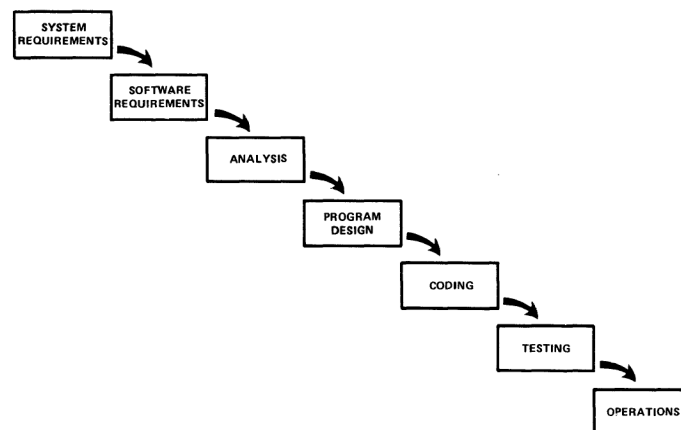 SYSTEM
REQUIREMENTS
SOFTWARE
REQUIREMENTS
ANALYSIS
PROGRAM
DESIGN
CODING
TESTING
OPERATIONS